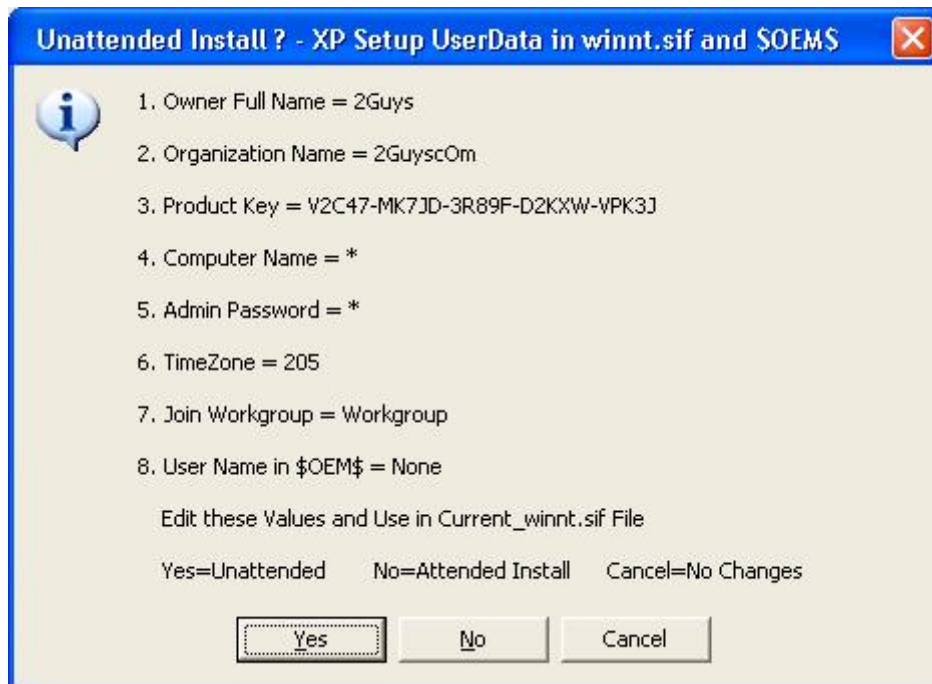 Unattended Install ? - XP Setup UserData in winnt.sif and $OEM$
1. Owner Full Name = 2Guys
2. Organization Name = 2GuyscOm
3. Product Key = V2C47-MK7JD-3R89F-D2KXW-VPK3J
4. Computer Name = *
5. Admin Password = *
6. TimeZone = 205
7. Join Workgroup = Workgroup
8. User Name in $OEM$ = None
Edit these Values and Use in Current_winnt.sif File
Yes=Unattended No=Attended Install Cancel=No Changes
Yes No Cancel